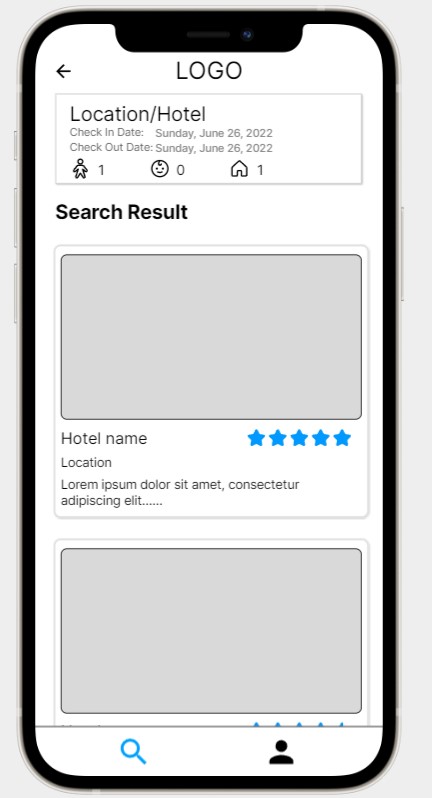 LOGO
Location/Hotel
Check In Date: Sunday, June 26, 2022
Check Out Date: Sunday, June 26, 2022
1 0 1
Search Result
Hotel name
Location
Lorem ipsum dolor sit amet, consectetur
adipiscing elit......